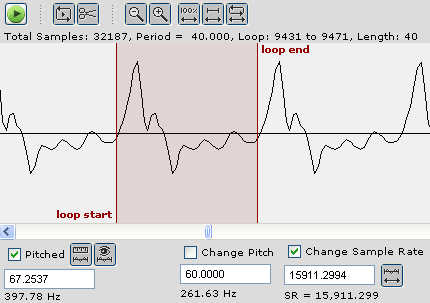 100%
Total Samples: 32187, Period = 40.000, Loop: 9431 to 9471, Length: 40
loop end
loop start
Pitched
Change Pitch
Change Sample Rate
67.2537
60.0000
15911.2994
397.78 Hz
261.63 Hz
SR = 15,911.299